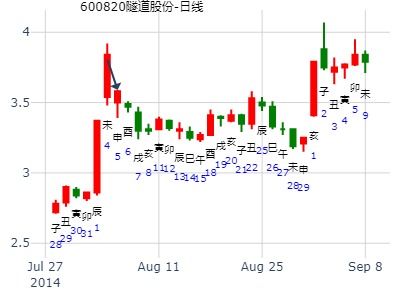 600820隧道股份-日线
4
3.5
3
2.5
子
28
丑
29
寅
30
卯
31
辰
1
未
4
申
5
酉
6
戌
7
亥
8
寅
11
卯
12
辰
13
巳
14
午
15
酉
18
戌
19
亥
20
子
21
丑
22
辰
25
巳
26
午
27
未
28
申
29
亥
1
子
2
丑
3
寅
4
卯
5
未
9
Jul 27
2014
Aug 11
Aug 25
Sep 8